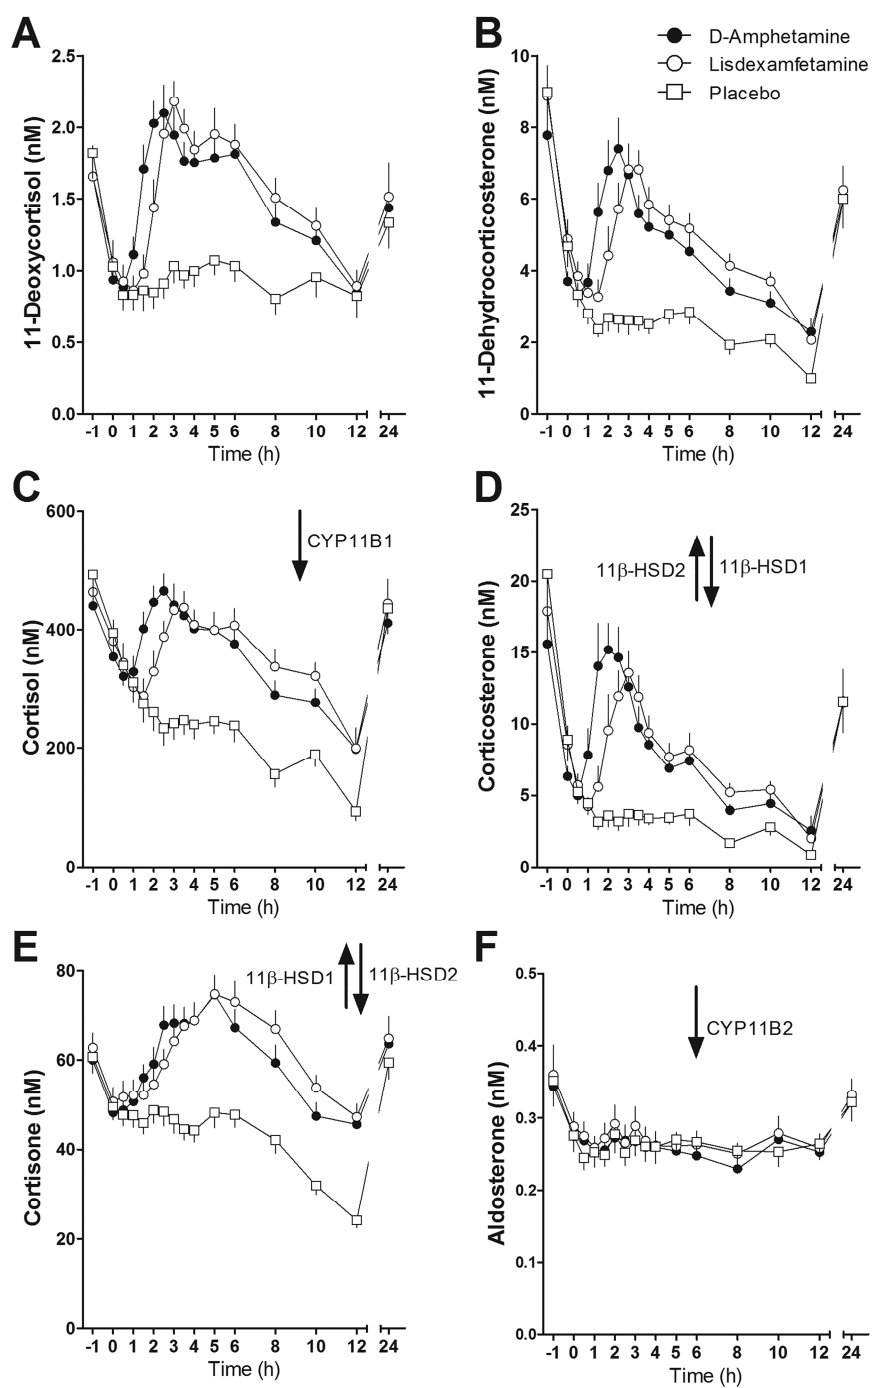 A
11-Deoxycortisol (nM)
2.5
2.0
1.5
1.0
0.5
0.0
-1 0 1 2 3 4 5 6 8 10 12 24
Time (h)
B
D-Amphetamine
Lisdexamfetamine
Placebo
11-Dehydrocorticosterone (nM)
10
8
6
4
2
0
-1 0 1 2 3 4 5 6 8 10 12 24
Time (h)
C
CYP11B1
Cortisol (nM)
600
400
200
0
-1 0 1 2 3 4 5 6 8 10 12 24
Time (h)
D
11β-HSD2
11β-HSD1
Corticosterone (nM)
25
20
15
10
5
0
-1 0 1 2 3 4 5 6 8 10 12 24
Time (h)
E
11β-HSD1
11β-HSD2
Cortisone (nM)
80
60
40
20
0
-1 0 1 2 3 4 5 6 8 10 12 24
Time (h)
F
CYP11B2
Aldosterone (nM)
0.5
0.4
0.3
0.2
0.1
0.0
-1 0 1 2 3 4 5 6 8 10 12 24
Time (h)